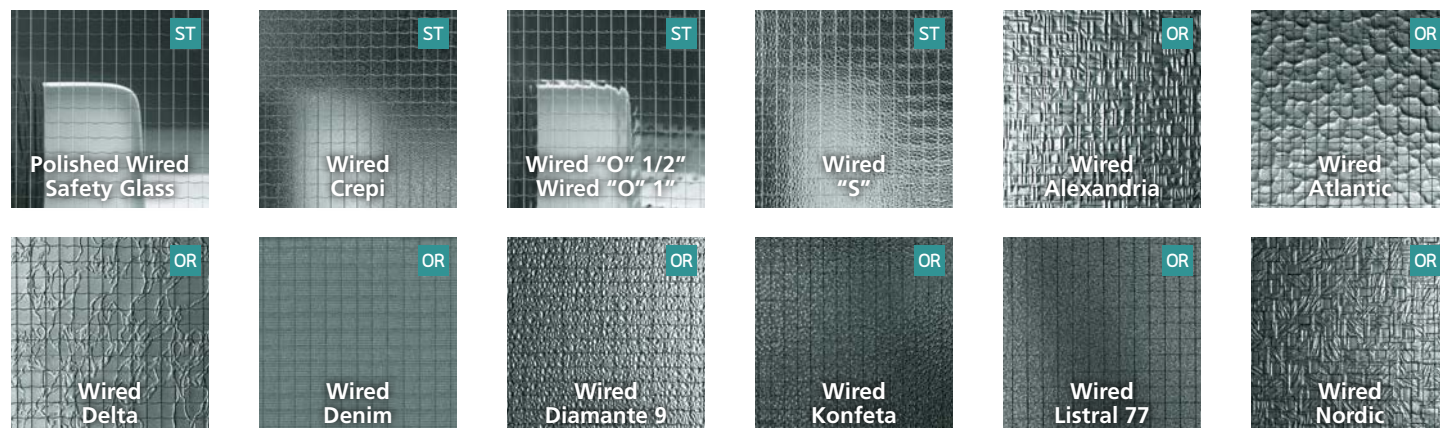 ST
Polished Wired
Safety Glass
ST
Wired
Crepi
ST
Wired “O” 1/2”
Wired “O” 1”
ST
Wired
“S”
OR
Wired
Alexandria
OR
Wired
Atlantic
OR
Wired
Delta
OR
Wired
Denim
OR
Wired
Diamante 9
OR
Wired
Konfeta
OR
Wired
Listral 77
OR
Wired
Nordic